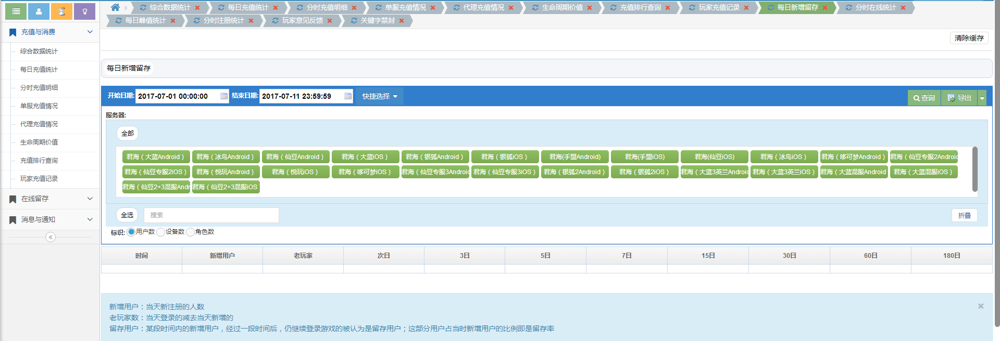 综合数据统计 每日充值统计 分时充值明细 单服充值情况 代理充值情况 生命周期价值 充值排行查询 玩家充值记录 每日新增留存 分时在线统计
每日峰值统计 分时注册统计 玩家意见反馈 关键字禁封
充值与消费
综合数据统计
每日充值统计
分时充值明细
单服充值情况
代理充值情况
生命周期价值
充值排行查询
玩家充值记录
在线留存
消息与通知
清除缓存
每日新增留存
开始日期: 2017-07-01 00:00:00 结束日期: 2017-07-11 23:59:59 快捷选择 查询 导出
服务器:
全部
君海（大蓝Android） 君海（冰鸟Android） 君海（仙豆Android） 君海（大蓝iOS） 君海（银狐Android） 君海（银狐iOS） 君海(手盟Android) 君海(手盟iOS) 君海(仙豆iOS) 君海（冰鸟iOS） 君海（哆可梦Android） 君海（仙豆专服2Android
君海（仙豆专服2iOS） 君海（悦玩Android） 君海（悦玩iOS） 君海（哆可梦iOS） 君海（仙豆专服3Android 君海（仙豆专服3iOS） 君海（银狐2Android） 君海（银狐2iOS） 君海（大蓝3英兰Android 君海（大蓝3英兰iOS） 君海（大蓝混服Android 君海（大蓝混服iOS）
君海（仙豆2+3混服Andr 君海（仙豆2+3混服iOS
全选 搜索 折叠
标识: 用户数 设备数 角色数
时间 新增用户 老玩家 次日 3日 5日 7日 15日 30日 60日 180日
新增用户：当天新注册的人数
老玩家数：当天登录的减去当天新增的
留存用户：某段时间内的新增用户，经过一段时间后，仍继续登录游戏的被认为是留存用户；这部分用户占当时新增用户的比例即是留存率